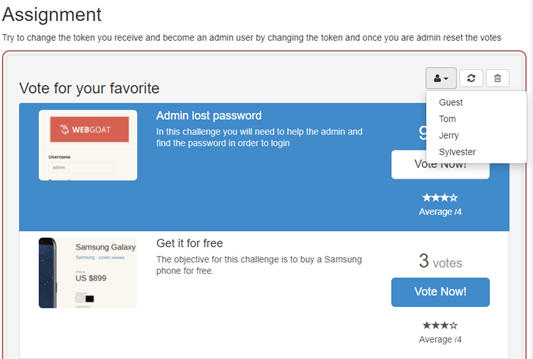 Assignment
Try to change the token you receive and become an admin user by changing the token and once you are admin reset the votes
Vote for your favorite
Guest
Tom
Jerry
Sylvester
WEBGOAT
Username
admin
Admin lost password
In this challenge you will need to help the admin and
find the password in order to login
Vote Now!
Average /4
Samsung Galaxy
US $899
Get it for free
The objective for this challenge is to buy a Samsung
phone for free.
3 votes
Vote Now!
Average /4